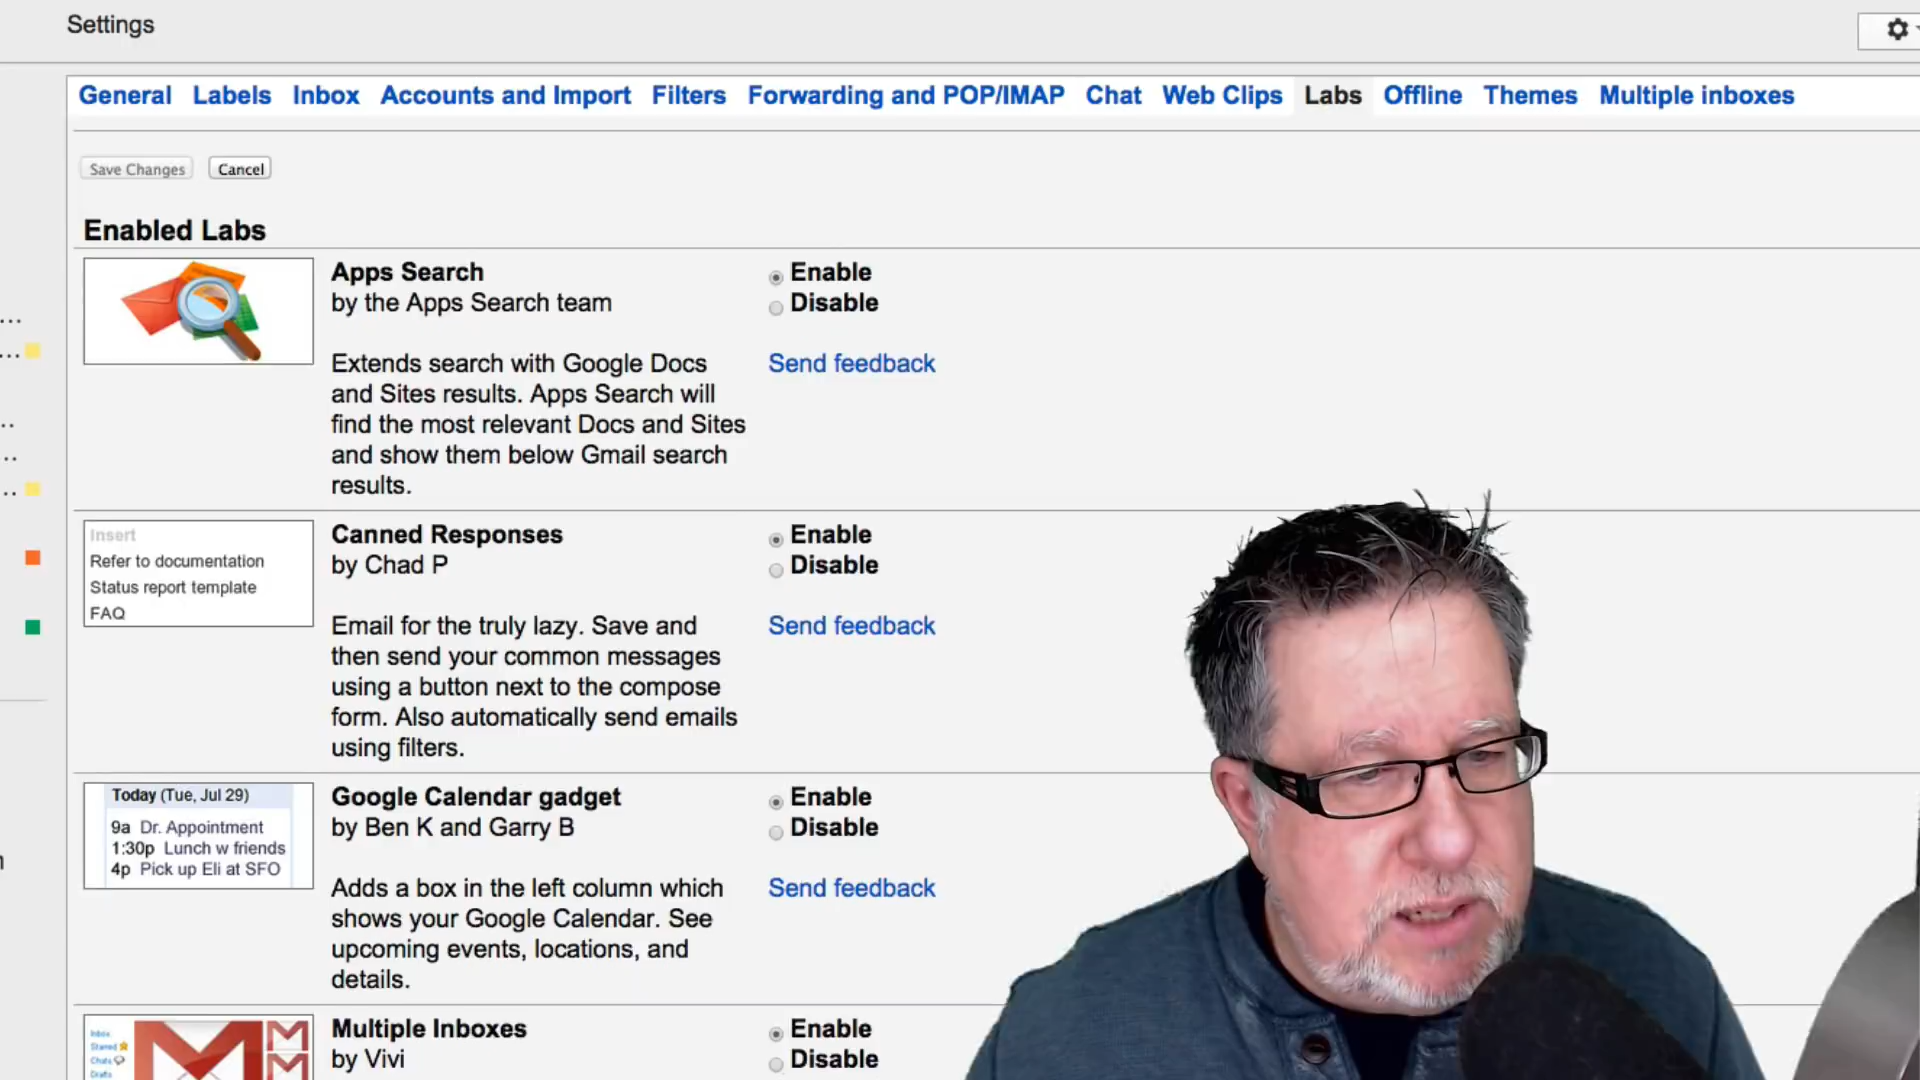 Settings
General Labels Inbox Accounts and Import Filters Forwarding and POP/IMAP Chat Web Clips Labs Offline Themes Multiple inboxes
Save Changes Cancel
Enabled Labs
Apps Search
by the Apps Search team
Extends search with Google Docs
and Sites results. Apps Search will
find the most relevant Docs and Sites
and show them below Gmail search
results.
Enable
Disable
Send feedback
Insert
Refer to documentation
Status report template
FAQ
Canned Responses
by Chad P
Email for the truly lazy. Save and
then send your common messages
using a button next to the compose
form. Also automatically send emails
using filters.
Enable
Disable
Send feedback
Today (Tue, Jul 29)
9a Dr. Appointment
1:30p Lunch w friends
4p Pick up Eli at SFO
Google Calendar gadget
by Ben K and Garry B
Adds a box in the left column which
shows your Google Calendar. See
upcoming events, locations, and
details.
Enable
Disable
Send feedback
Inbox
Starred
Chats
Drafts
Multiple Inboxes
by Vivi
Enable
Disable